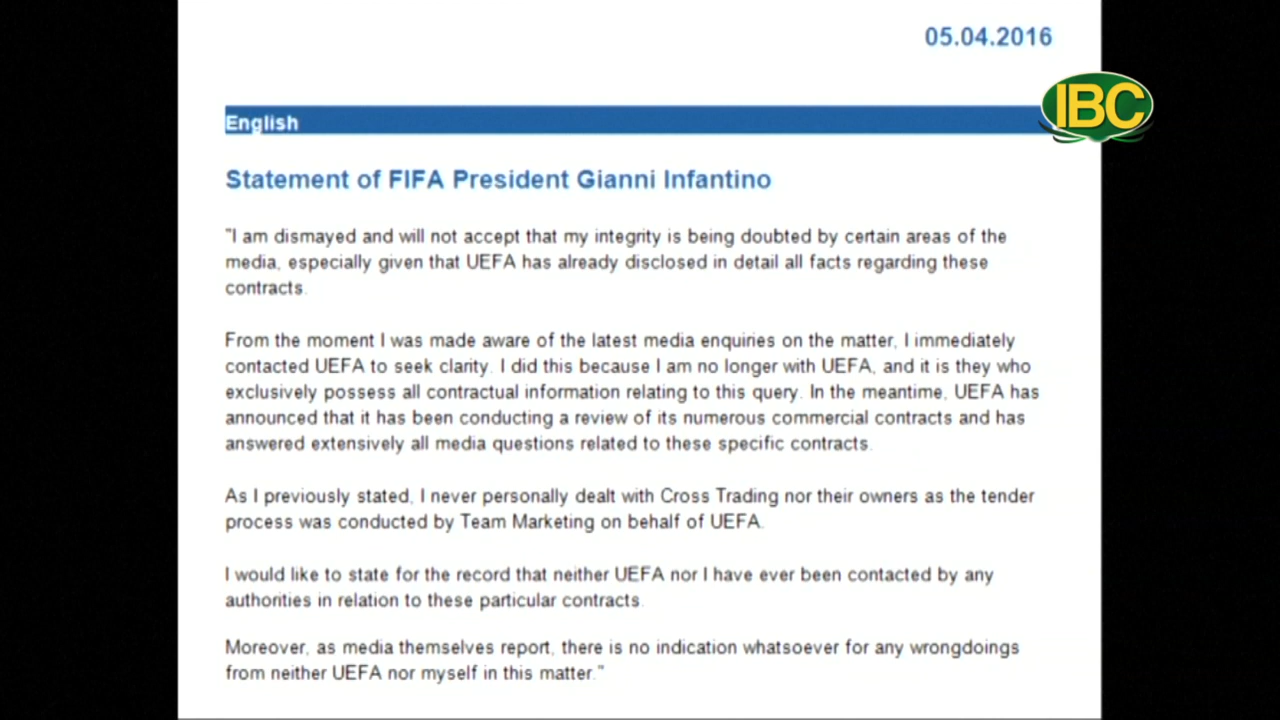 05.04.2016
IBC
English
Statement of FIFA President Gianni Infantino
"I am dismayed and will not accept that my integrity is being doubted by certain areas of the
media, especially given that UEFA has already disclosed in detail all facts regarding these
contracts.
From the moment I was made aware of the latest media enquiries on the matter, I immediately
contacted UEFA to seek clarity. I did this because I am no longer with UEFA, and it is they who
exclusively possess all contractual information relating to this query. In the meantime, UEFA has
announced that it has been conducting a review of its numerous commercial contracts and has
answered extensively all media questions related to these specific contracts.
As I previously stated, I never personally dealt with Cross Trading nor their owners as the tender
process was conducted by Team Marketing on behalf of UEFA.
I would like to state for the record that neither UEFA nor I have ever been contacted by any
authorities in relation to these particular contracts.
Moreover, as media themselves report, there is no indication whatsoever for any wrongdoings
from neither UEFA nor myself in this matter."